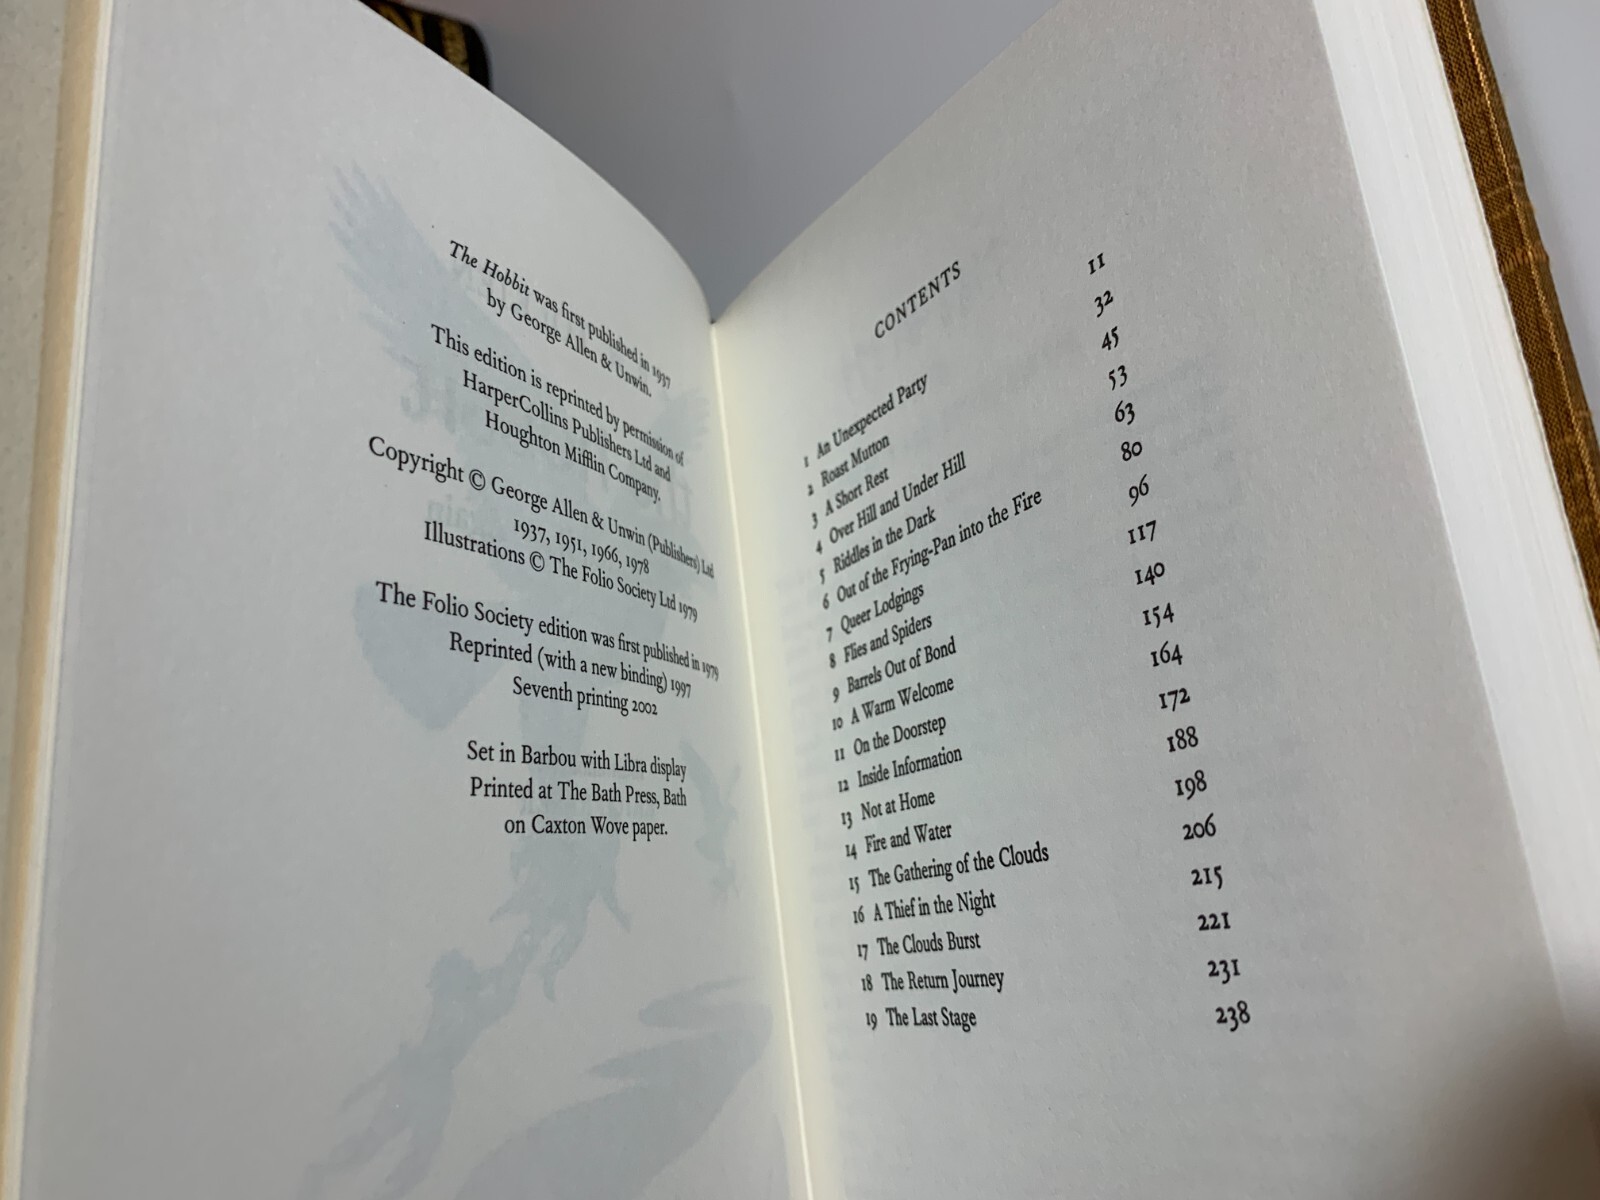 The Hobbit was first published in 1937
by George Allen & Unwin.
This edition is reprinted by permission of
HarperCollins Publishers Ltd and
Houghton Mifflin Company.
Copyright © George Allen & Unwin (Publishers) Ltd
1937, 1951, 1966, 1978
Illustrations © The Folio Society Ltd 1979
The Folio Society edition was first published in 1979
Reprinted (with a new binding) 1997
Seventh printing 2002
Set in Barbou with Libra display
Printed at The Bath Press, Bath
on Caxton Wove paper.
CONTENTS
1 An Unexpected Party 11
2 Roast Mutton 32
3 A Short Rest 45
4 Over Hill and Under Hill 53
5 Riddles in the Dark 63
6 Out of the Frying-Pan into the Fire 80
7 Queer Lodgings 96
8 Flies and Spiders 117
9 Barrels Out of Bond 140
10 A Warm Welcome 154
11 On the Doorstep 164
12 Inside Information 172
13 Not at Home 188
14 Fire and Water 198
15 The Gathering of the Clouds 206
16 A Thief in the Night 215
17 The Clouds Burst 221
18 The Return Journey 231
19 The Last Stage 238